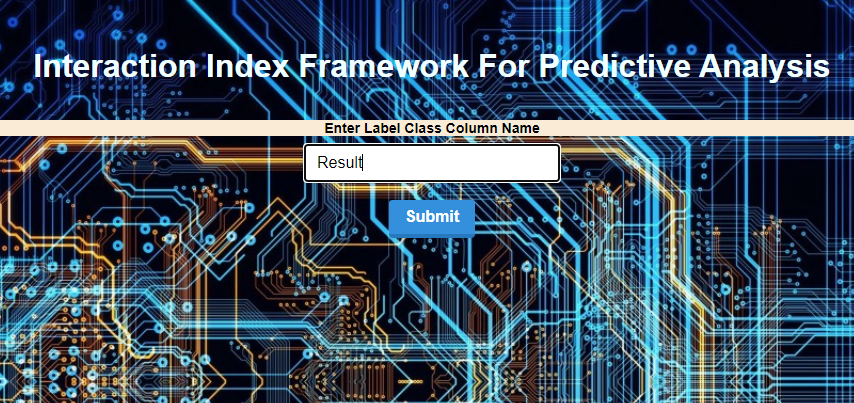 Interaction Index Framework For Predictive Analysis
Enter Label Class Column Name
Result
Submit